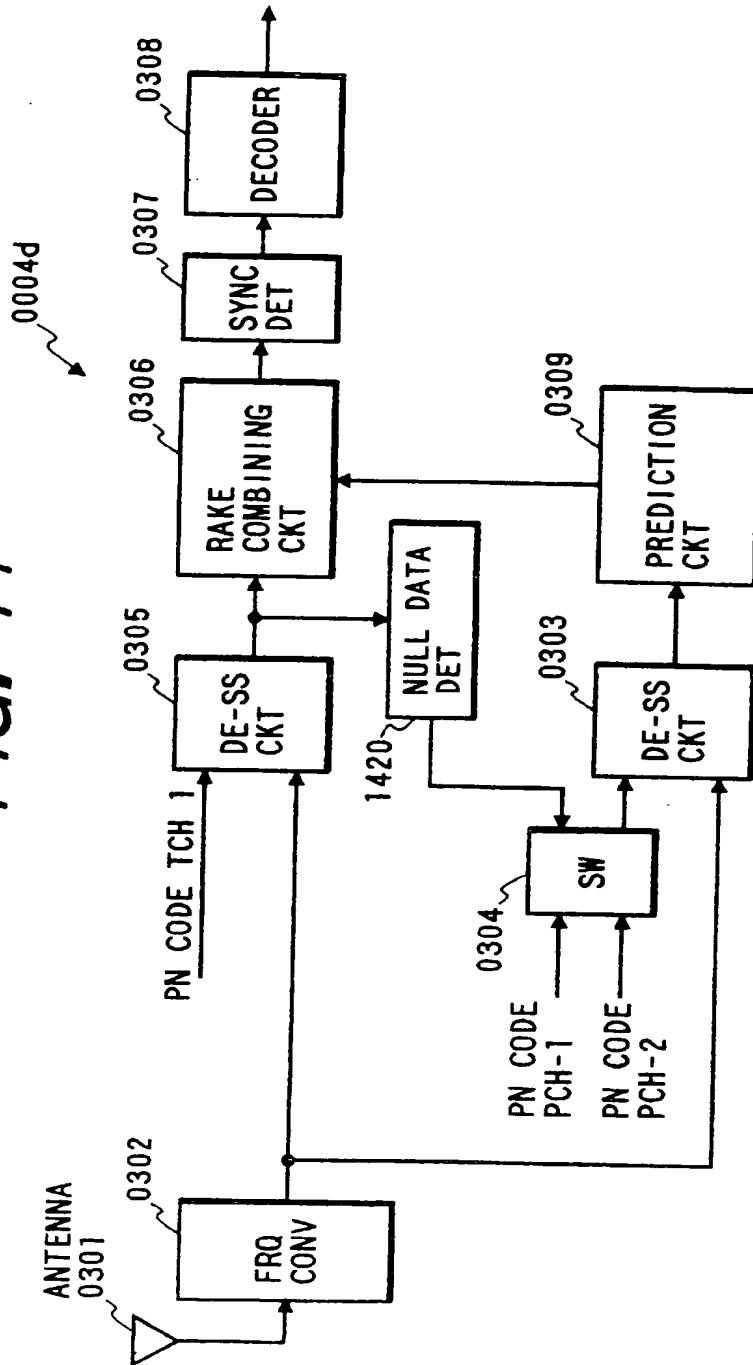 0004d
ANTENNA
0301
0302
FRQ
CONV
PN CODE TCH 1
0305
DE-SS
CKT
0306
RAKE
COMBINING
CKT
0307
SYNC
DET
0308
DECODER
1420
NULL DATA
DET
0304
SW
PN CODE
PCH-1
PN CODE
PCH-2
0303
DE-SS
CKT
0309
PREDICTION
CKT